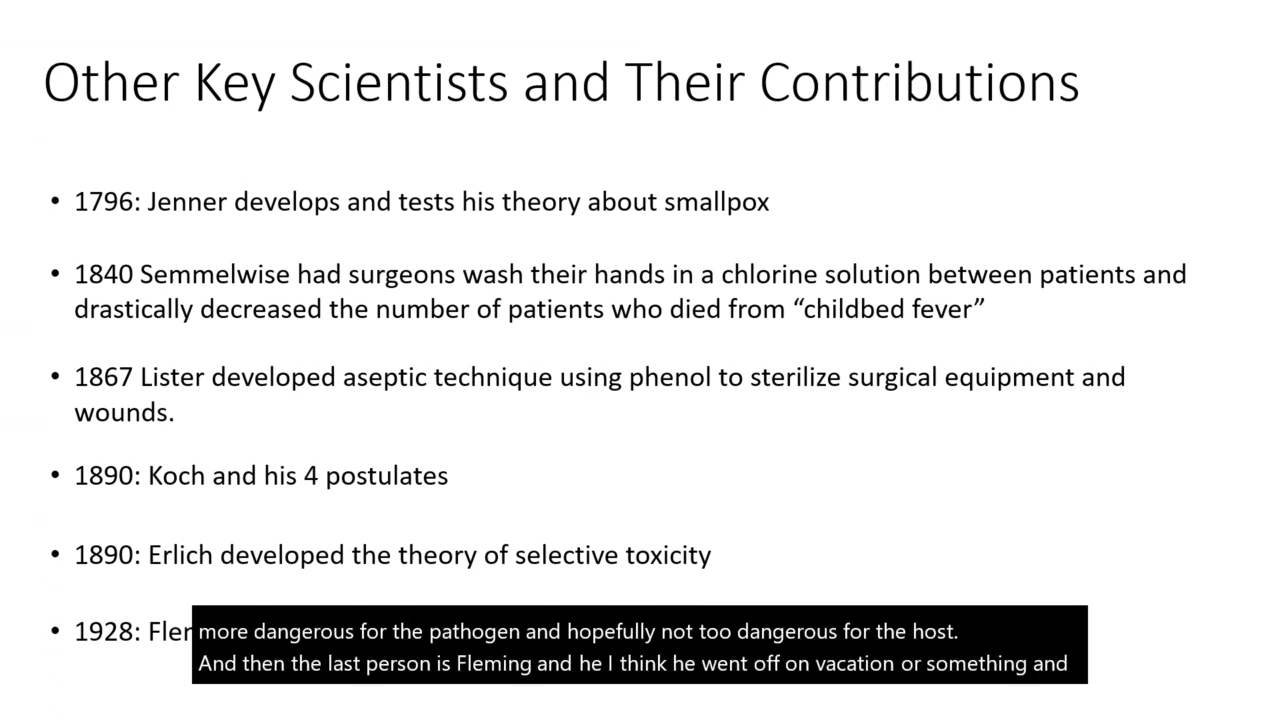 Other Key Scientists and Their Contributions
• 1796: Jenner develops and tests his theory about smallpox
• 1840 Semmelwise had surgeons wash their hands in a chlorine solution between patients and
drastically decreased the number of patients who died from “childbed fever”
• 1867 Lister developed aseptic technique using phenol to sterilize surgical equipment and
wounds.
• 1890: Koch and his 4 postulates
• 1890: Erlich developed the theory of selective toxicity
• 1928:
more dangerous for the pathogen and hopefully not too dangerous for the host.
And then the last person is Fleming and he I think he went off on vacation or something and